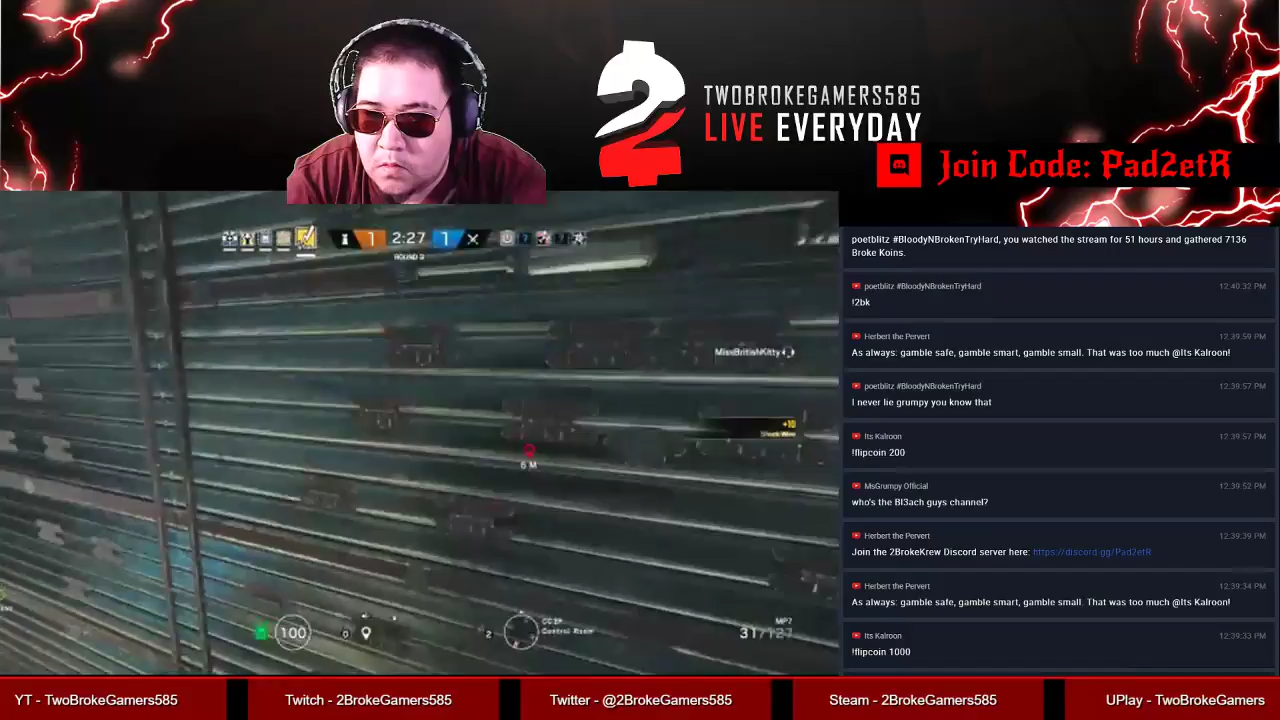 2
TWOBROKEGAMERS585
LIVE EVERYDAY
Join Code: Pad2etR
1 2:27 1
ROUND 3
MissBritishKitty
+10
6 M
100
0
2
Control Room
MP7
31/127
poetblitz #BloodyNBrokenTryHard, you watched the stream for 51 hours and gathered 7136
Broke Koins.
poetblitz #BloodyNBrokenTryHard 12:40:32 PM
!2bk
Herbert the Pervert 12:39:59 PM
As always: gamble safe, gamble smart, gamble small. That was too much @Its Kalroon!
poetblitz #BloodyNBrokenTryHard 12:39:57 PM
I never lie grumpy you know that
Its Kalroon 12:39:57 PM
!flipcoin 200
MsGrumpy Official 12:39:52 PM
who's the Bl3ach guys channel?
Herbert the Pervert 12:39:39 PM
Join the 2BrokeKrew Discord server here: https://discord.gg/Pad2etR
Herbert the Pervert 12:39:34 PM
As always: gamble safe, gamble smart, gamble small. That was too much @Its Kalroon!
Its Kalroon 12:39:33 PM
!flipcoin 1000
YT - TwoBrokeGamers585
Twitch - 2BrokeGamers585
Twitter - @2BrokeGamers585
Steam - 2BrokeGamers585
UPlay - TwoBrokeGamers